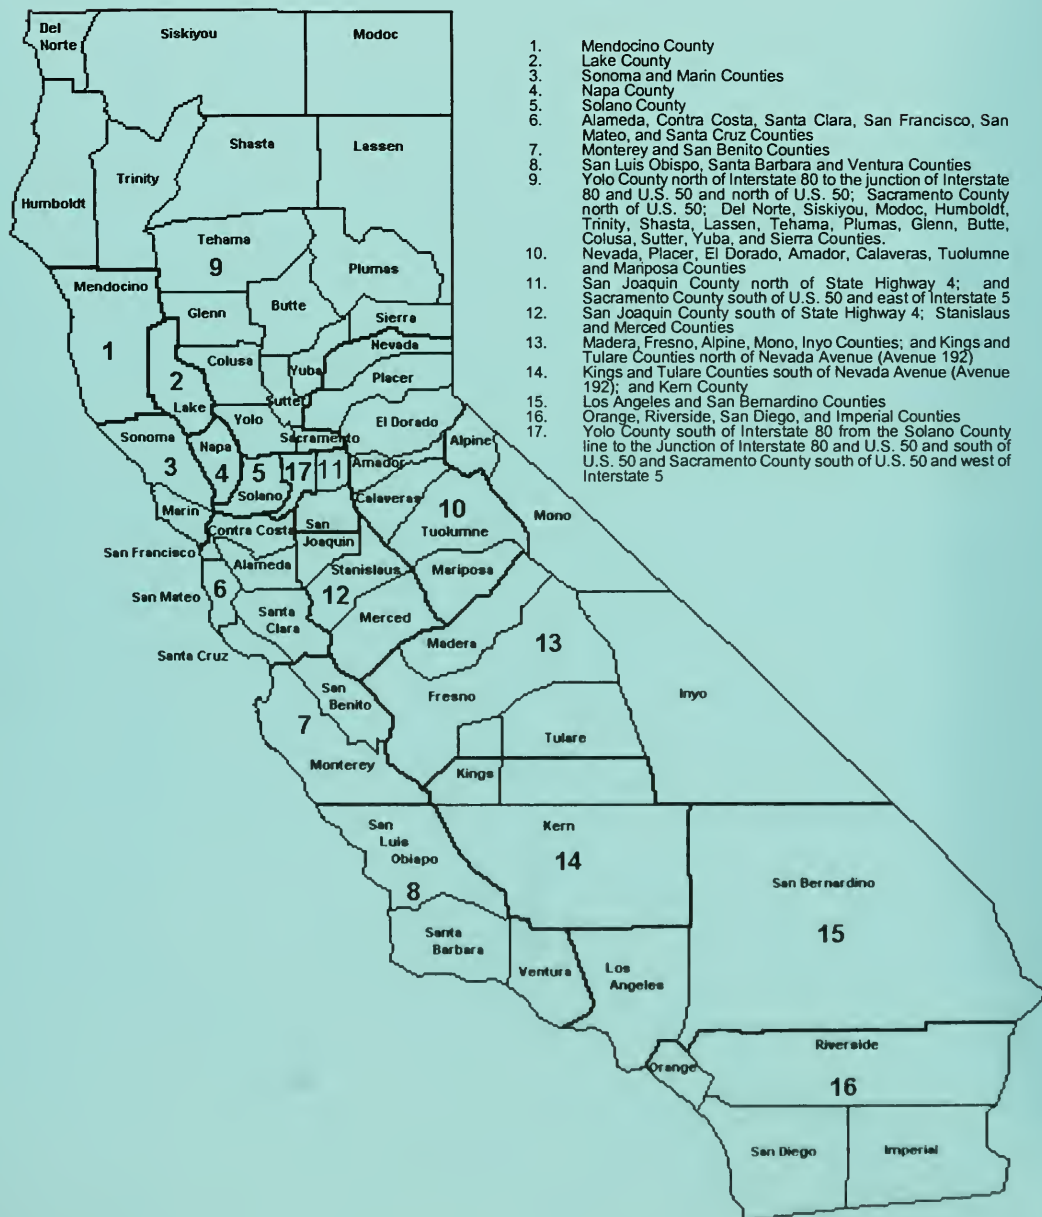 Del
Norte
Siskiyou
Modoc
Shasta
Lassen
Trinity
Humboldt
Tehama
9
Plumas
Mendocino
Butte
Glenn
Sierra
Nevada
1
Colusa
Yuba
Placer
2
Sutter
Lake
Yolo
El Dorado
Sonoma
Napa
Sacramento
Alpine
3
4
5
17
11
Amador
Solano
Calaveras
10
Marin
Tuolumne
Mono
Contra Costa
San
Joaquin
San Francisco
Alameda
Stanislaus
Mariposa
6
12
San Mateo
Santa
Clara
Merced
Madera
13
Santa Cruz
San
Benito
Fresno
Inyo
7
Tulare
Monterey
Kings
San
Luis
Obispo
Kern
14
8
San Bernardino
15
Santa
Barbara
Ventura
Los
Angeles
Riverside
Orange
16
San Diego
Imperial
1. Mendocino County
2. Lake County
3. Sonoma and Marin Counties
4. Napa County
5. Solano County
6. Alameda, Contra Costa, Santa Clara, San Francisco, San
Mateo, and Santa Cruz Counties
7. Monterey and San Benito Counties
8. San Luis Obispo, Santa Barbara and Ventura Counties
9. Yolo County north of Interstate 80 to the junction of Interstate
80 and U.S. 50 and north of U.S. 50; Sacramento County
north of U.S. 50; Del Norte, Siskiyou, Modoc, Humboldt,
Trinity, Shasta, Lassen, Tehama, Plumas, Glenn, Butte,
Colusa, Sutter, Yuba, and Sierra Counties.
10. Nevada, Placer, El Dorado, Amador, Calaveras, Tuolumne
and Mariposa Counties
11. San Joaquin County north of State Highway 4; and
Sacramento County south of U.S. 50 and east of Interstate 5
12. San Joaquin County south of State Highway 4; Stanislaus
and Merced Counties
13. Madera, Fresno, Alpine, Mono, Inyo Counties; and Kings and
Tulare Counties north of Nevada Avenue (Avenue 192)
14. Kings and Tulare Counties south of Nevada Avenue (Avenue
192); and Kern County
15. Los Angeles and San Bernardino Counties
16. Orange, Riverside, San Diego, and Imperial Counties
17. Yolo County south of Interstate 80 from the Solano County
line to the Junction of Interstate 80 and U.S. 50 and south of
U.S. 50 and Sacramento County south of U.S. 50 and west of
Interstate 5